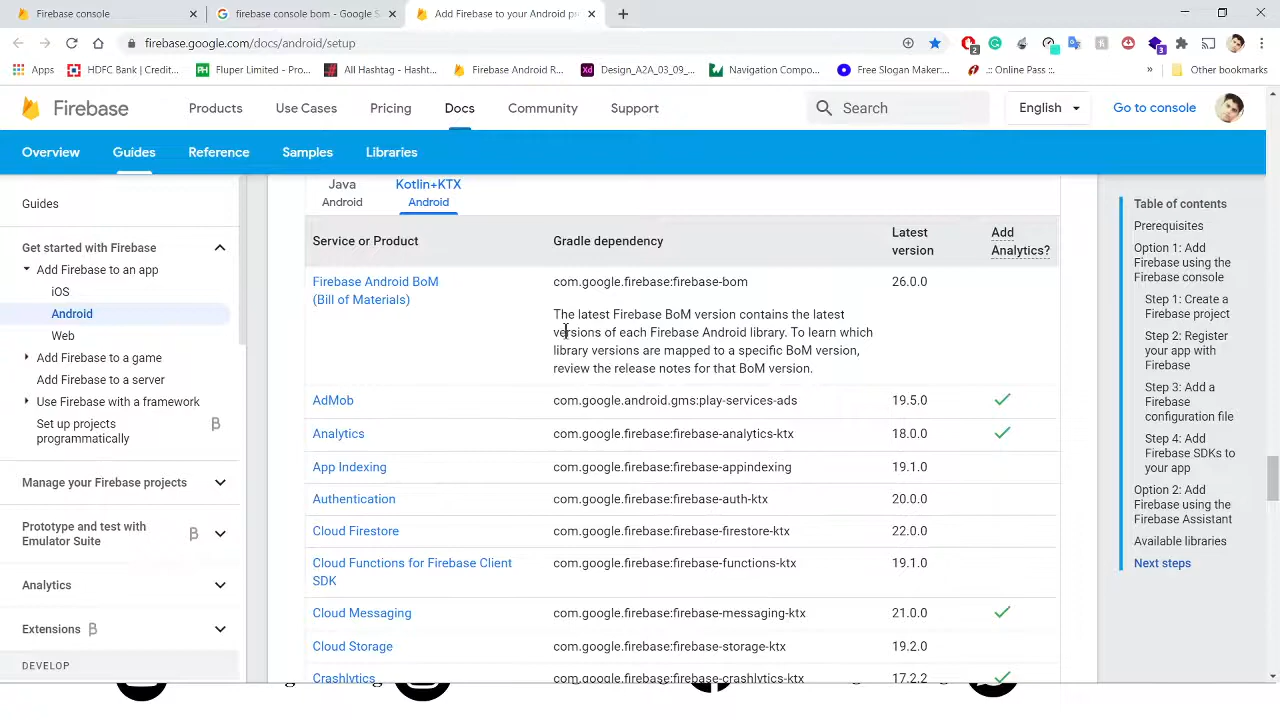 Firebase console
firebase console bom - Google S
Add Firebase to your Android pr
firebase.google.com/docs/android/setup
Apps
HDFC Bank | Credit...
Fluper Limited - Pro...
All Hashtag - Hasht...
Firebase Android R...
Design_A2A_03_09_...
Navigation Compo...
Free Slogan Maker:...
.:: Online Pass ::.
»
Other bookmarks
Firebase
Products
Use Cases
Pricing
Docs
Community
Support
Search
English
Go to console
Overview
Guides
Reference
Samples
Libraries
Guides
Get started with Firebase
Add Firebase to an app
iOS
Android
Web
Add Firebase to a game
Add Firebase to a server
Use Firebase with a framework
Set up projects
programmatically
Manage your Firebase projects
Prototype and test with
Emulator Suite
Analytics
Extensions
DEVELOP
Java
Android
Kotlin+KTX
Android
Service or Product
Gradle dependency
Latest
version
Add
Analytics?
Firebase Android BoM
(Bill of Materials)
com.google.firebase:firebase-bom
26.0.0
The latest Firebase BoM version contains the latest
versions of each Firebase Android library. To learn which
library versions are mapped to a specific BoM version,
review the release notes for that BoM version.
AdMob
com.google.android.gms:play-services-ads
19.5.0
Analytics
com.google.firebase:firebase-analytics-ktx
18.0.0
App Indexing
com.google.firebase:firebase-appindexing
19.1.0
Authentication
com.google.firebase:firebase-auth-ktx
20.0.0
Cloud Firestore
com.google.firebase:firebase-firestore-ktx
22.0.0
Cloud Functions for Firebase Client
SDK
com.google.firebase:firebase-functions-ktx
19.1.0
Cloud Messaging
com.google.firebase:firebase-messaging-ktx
21.0.0
Cloud Storage
com.google.firebase:firebase-storage-ktx
19.2.0
Crashlytics
com.google.firebase:firebase-crashlytics-ktx
17.2.2
Table of contents
Prerequisites
Option 1: Add
Firebase using the
Firebase console
Step 1: Create a
Firebase project
Step 2: Register
your app with
Firebase
Step 3: Add a
Firebase
configuration file
Step 4: Add
Firebase SDKs to
your app
Option 2: Add
Firebase using the
Firebase Assistant
Available libraries
Next steps